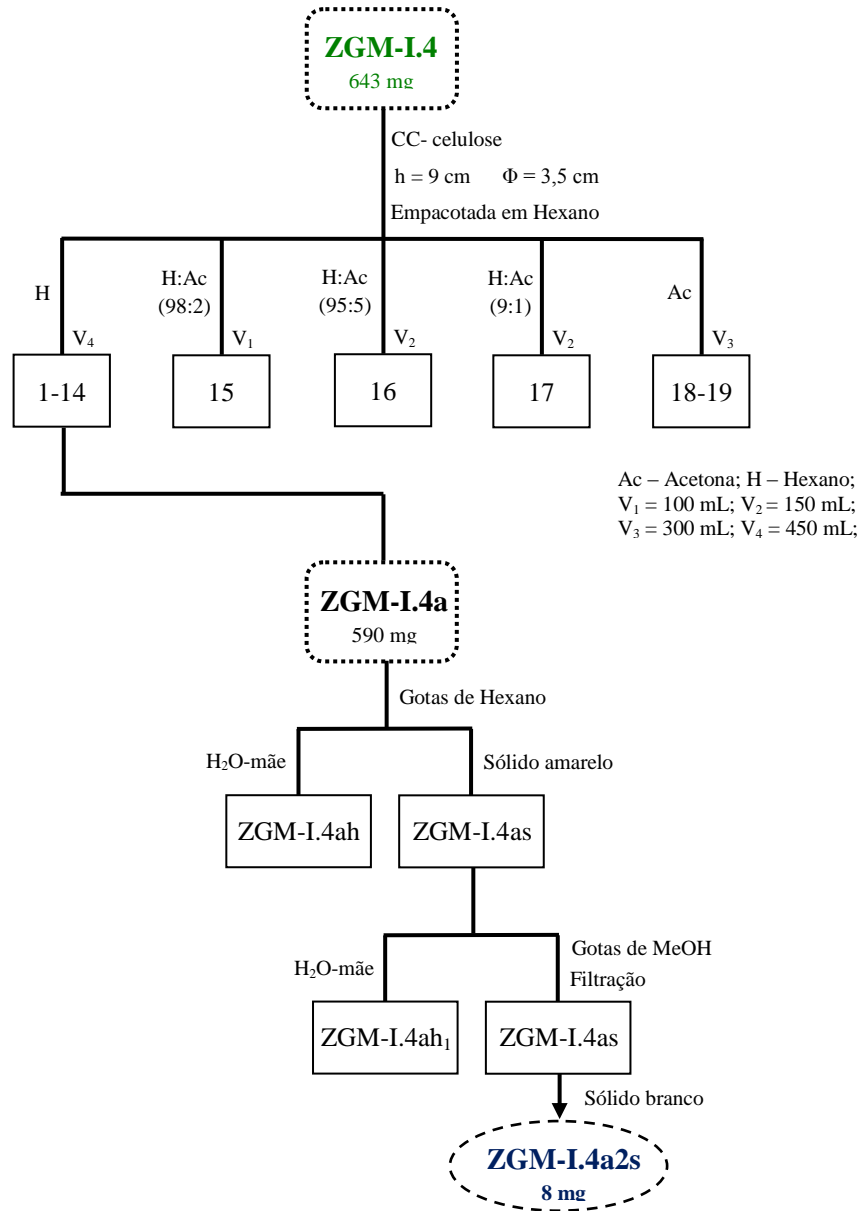 ZGM-I.4
643 mg
CC- celulose
h = 9 cm Φ = 3,5 cm
Empacotada em Hexano
H
V₄
H:Ac
(98:2)
V₁
H:Ac
(95:5)
V₂
H:Ac
(9:1)
V₂
Ac
V₃
1-14
15
16
17
18-19
Ac – Acetona; H – Hexano;
V₁ = 100 mL; V₂ = 150 mL;
V₃ = 300 mL; V₄ = 450 mL;
ZGM-I.4a
590 mg
Gotas de Hexano
H₂O-mãe
Sólido amarelo
ZGM-I.4ah
ZGM-I.4as
H₂O-mãe
Gotas de MeOH
Filtração
ZGM-I.4ah₁
ZGM-I.4as
Sólido branco
ZGM-I.4a2s
8 mg